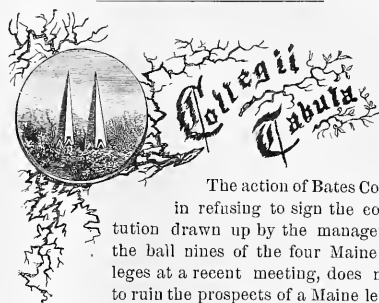 Collegii
Tabula.
The action of Bates Co
in refusing to sign the co
tution drawn up by the manage
the ball nines of the four Maine
leges at a recent meeting, does
to ruin the prospects of a Maine le